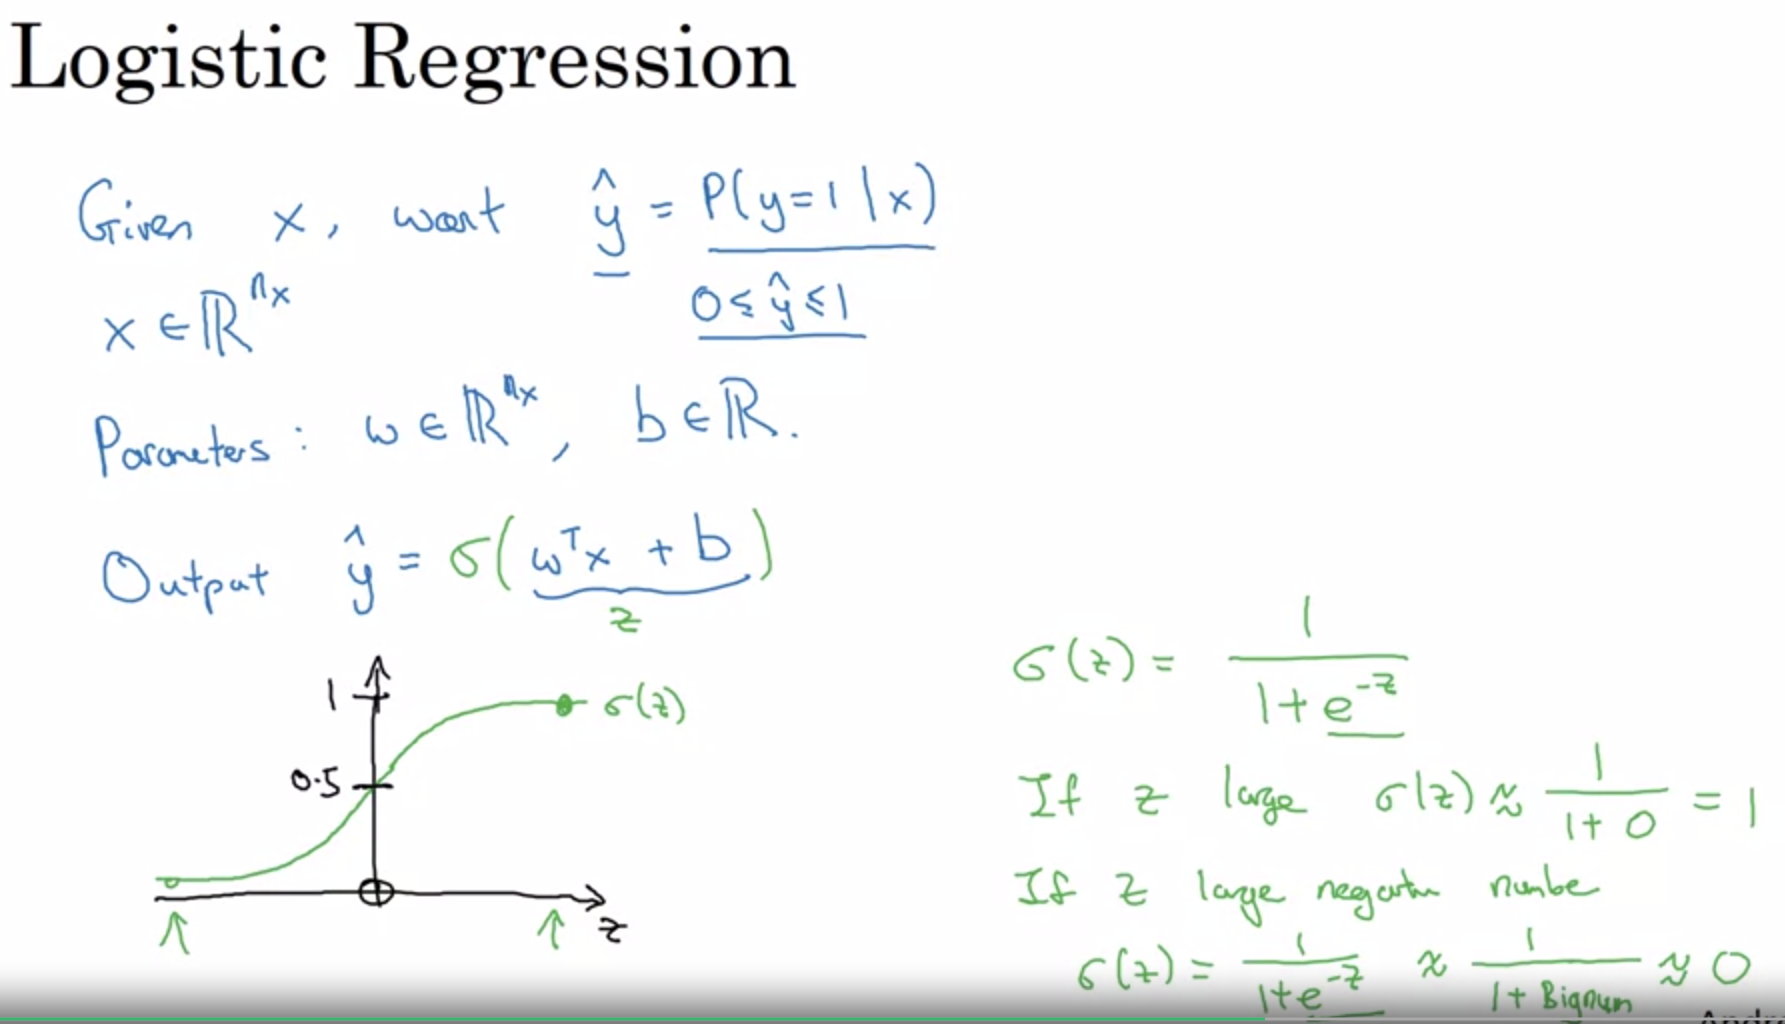 Logistic Regression
Given x, want ŷ = P(y=1|x)
x ∈ ℝ^nx 0 ≤ ŷ ≤ 1
Parameters: w ∈ ℝ^nx, b ∈ ℝ.
Output ŷ = σ(wᵀx + b)
z
σ(z) = 1 / (1 + e^-z)
1
σ(z)
0.5
z
If z large σ(z) ≈ 1 / (1 + 0) = 1
If z large negative number
σ(z) = 1 / (1 + e^-z) ≈ 1 / (1 + Bignum) ≈ 0